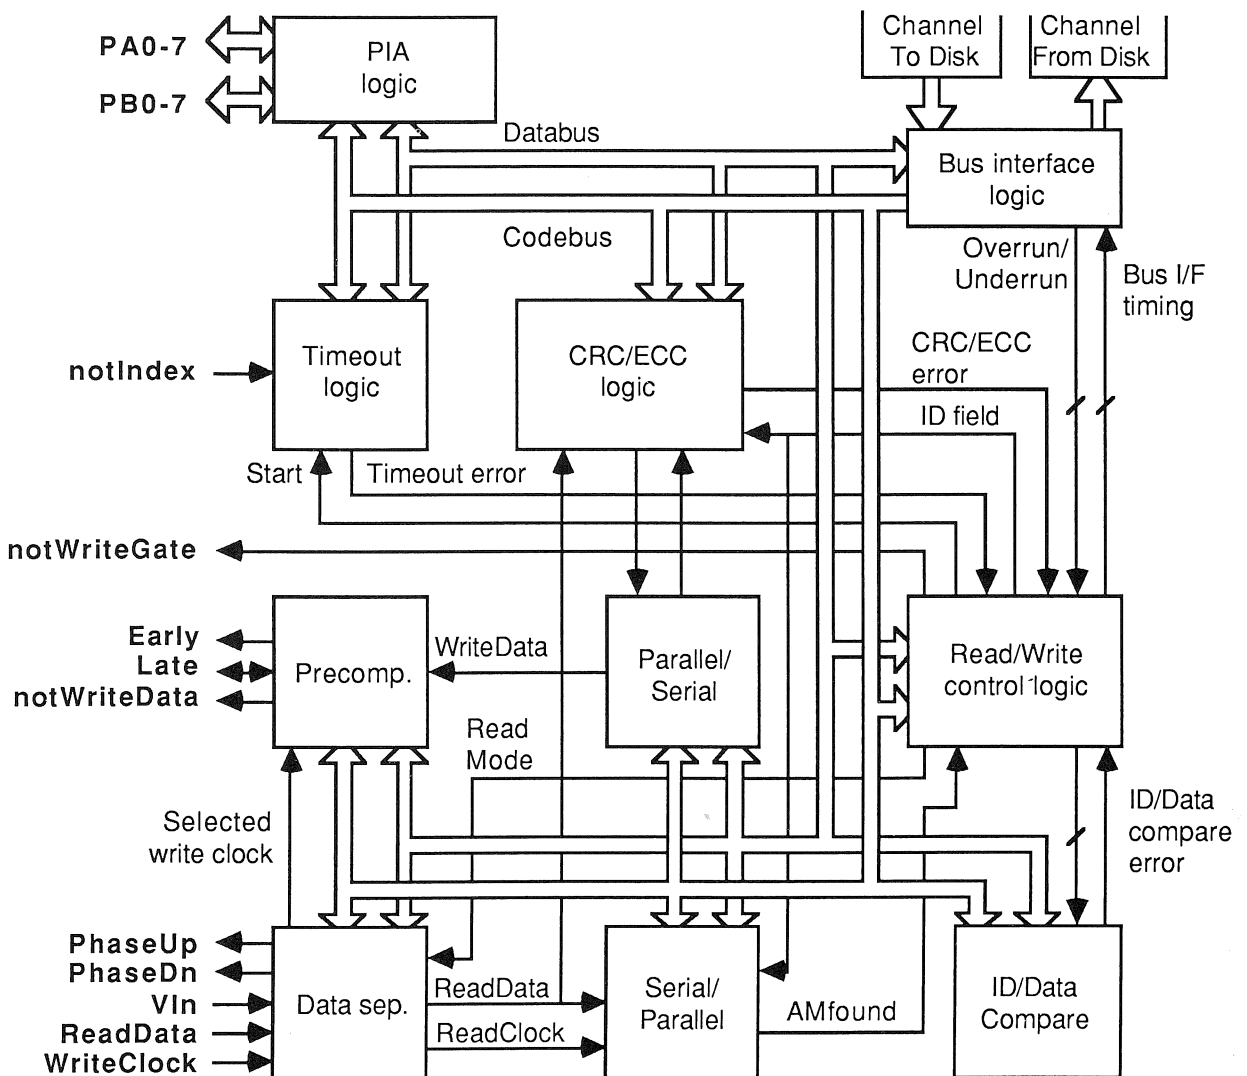 PA0-7
PB0-7
PIA
logic
Channel
To Disk
Channel
From Disk
Databus
Bus interface
logic
Codebus
Overrun/
Underrun
Bus I/F
timing
notIndex
Timeout
logic
CRC/ECC
logic
CRC/ECC
error
ID field
Start
Timeout error
notWriteGate
Early
Late
notWriteData
Precomp.
WriteData
Parallel/
Serial
Read/Write
control logic
Read
Mode
Selected
write clock
ID/Data
compare
error
PhaseUp
PhaseDn
VIn
ReadData
WriteClock
Data sep.
ReadData
ReadClock
Serial/
Parallel
AMfound
ID/Data
Compare